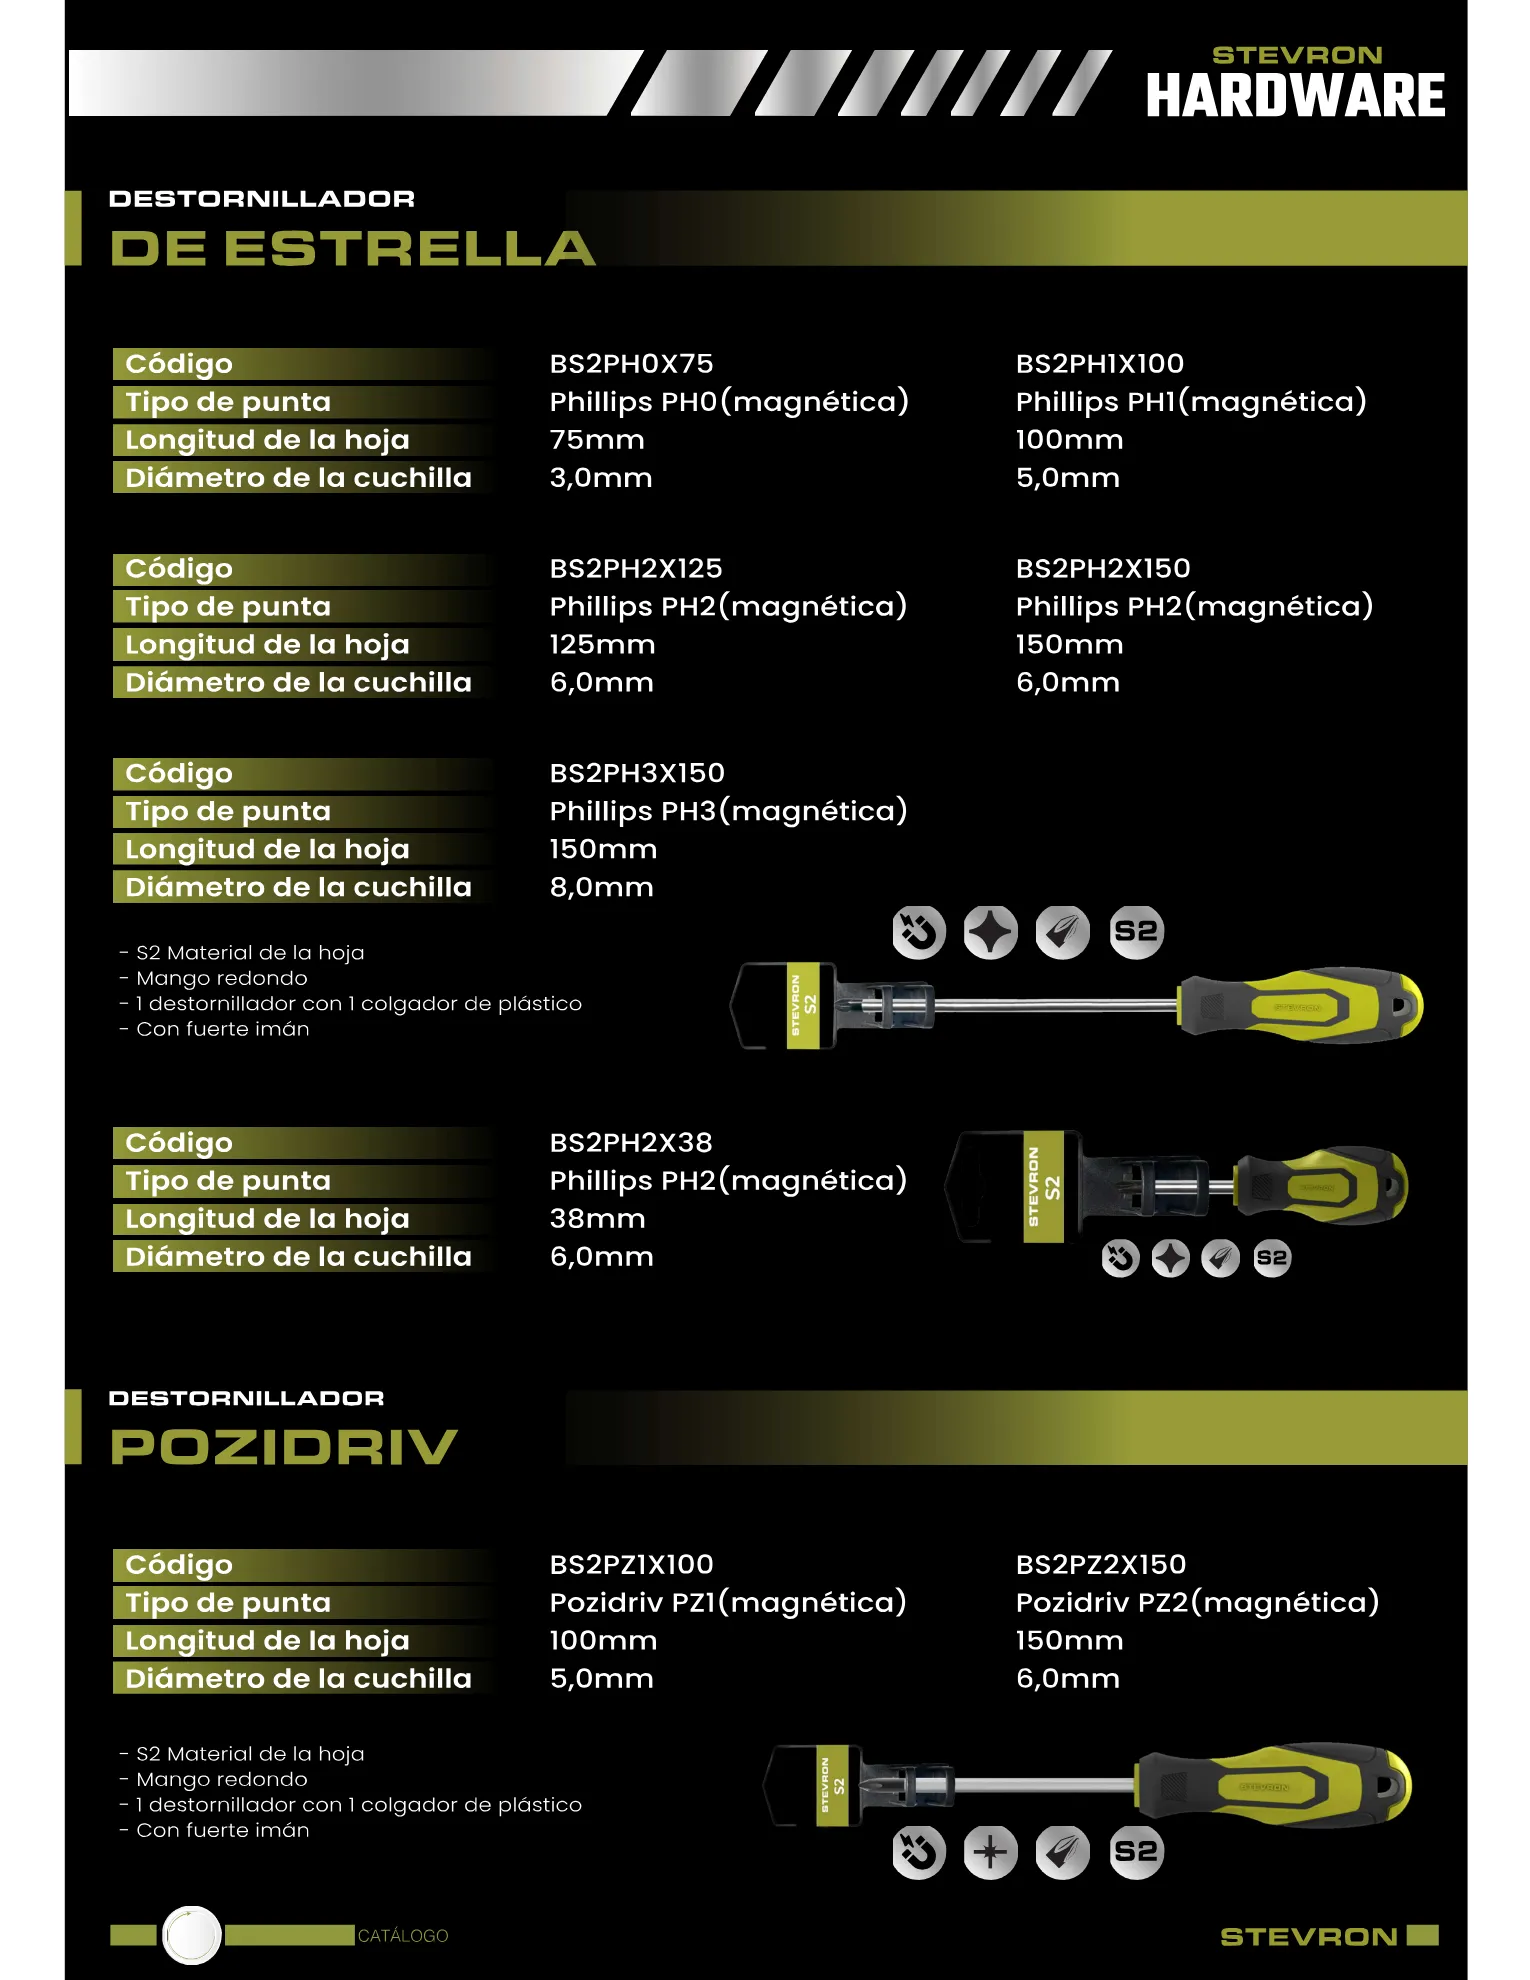 STEVRON
HARDWARE
DESTORNILLADOR
DE ESTRELLA
Código BS2PH0X75 BS2PH1X100
Tipo de punta Phillips PH0(magnética) Phillips PH1(magnética)
Longitud de la hoja 75mm 100mm
Diámetro de la cuchilla 3,0mm 5,0mm
Código BS2PH2X125 BS2PH2X150
Tipo de punta Phillips PH2(magnética) Phillips PH2(magnética)
Longitud de la hoja 125mm 150mm
Diámetro de la cuchilla 6,0mm 6,0mm
Código BS2PH3X150
Tipo de punta Phillips PH3(magnética)
Longitud de la hoja 150mm
Diámetro de la cuchilla 8,0mm
S2
- S2 Material de la hoja
- Mango redondo
- 1 destornillador con 1 colgador de plástico
- Con fuerte imán
STEVRON
S2
STEVRON
Código BS2PH2X38
Tipo de punta Phillips PH2(magnética)
Longitud de la hoja 38mm
Diámetro de la cuchilla 6,0mm
STEVRON
S2
STEVRON
S2
DESTORNILLADOR
POZIDRIV
Código BS2PZ1X100 BS2PZ2X150
Tipo de punta Pozidriv PZ1(magnética) Pozidriv PZ2(magnética)
Longitud de la hoja 100mm 150mm
Diámetro de la cuchilla 5,0mm 6,0mm
- S2 Material de la hoja
- Mango redondo
- 1 destornillador con 1 colgador de plástico
- Con fuerte imán
STEVRON
S2
STEVRON
S2
CATÁLOGO
STEVRON